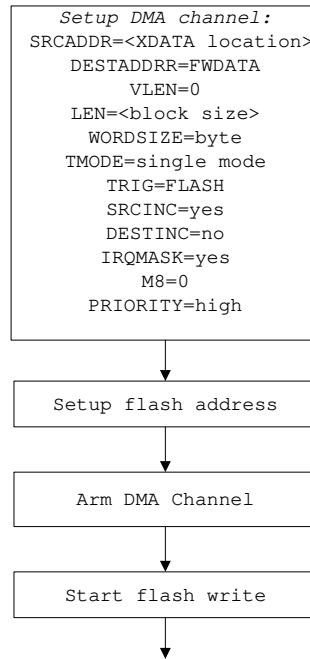 Setup DMA channel:
SRCADDR=<XDATA location>
DESTADDRR=FWDATA
VLEN=0
LEN=<block size>
WORDSIZE=byte
TMODE=single mode
TRIG=FLASH
SRCINC=yes
DESTINC=no
IRQMASK=yes
M8=0
PRIORITY=high
Setup flash address
Arm DMA Channel
Start flash write